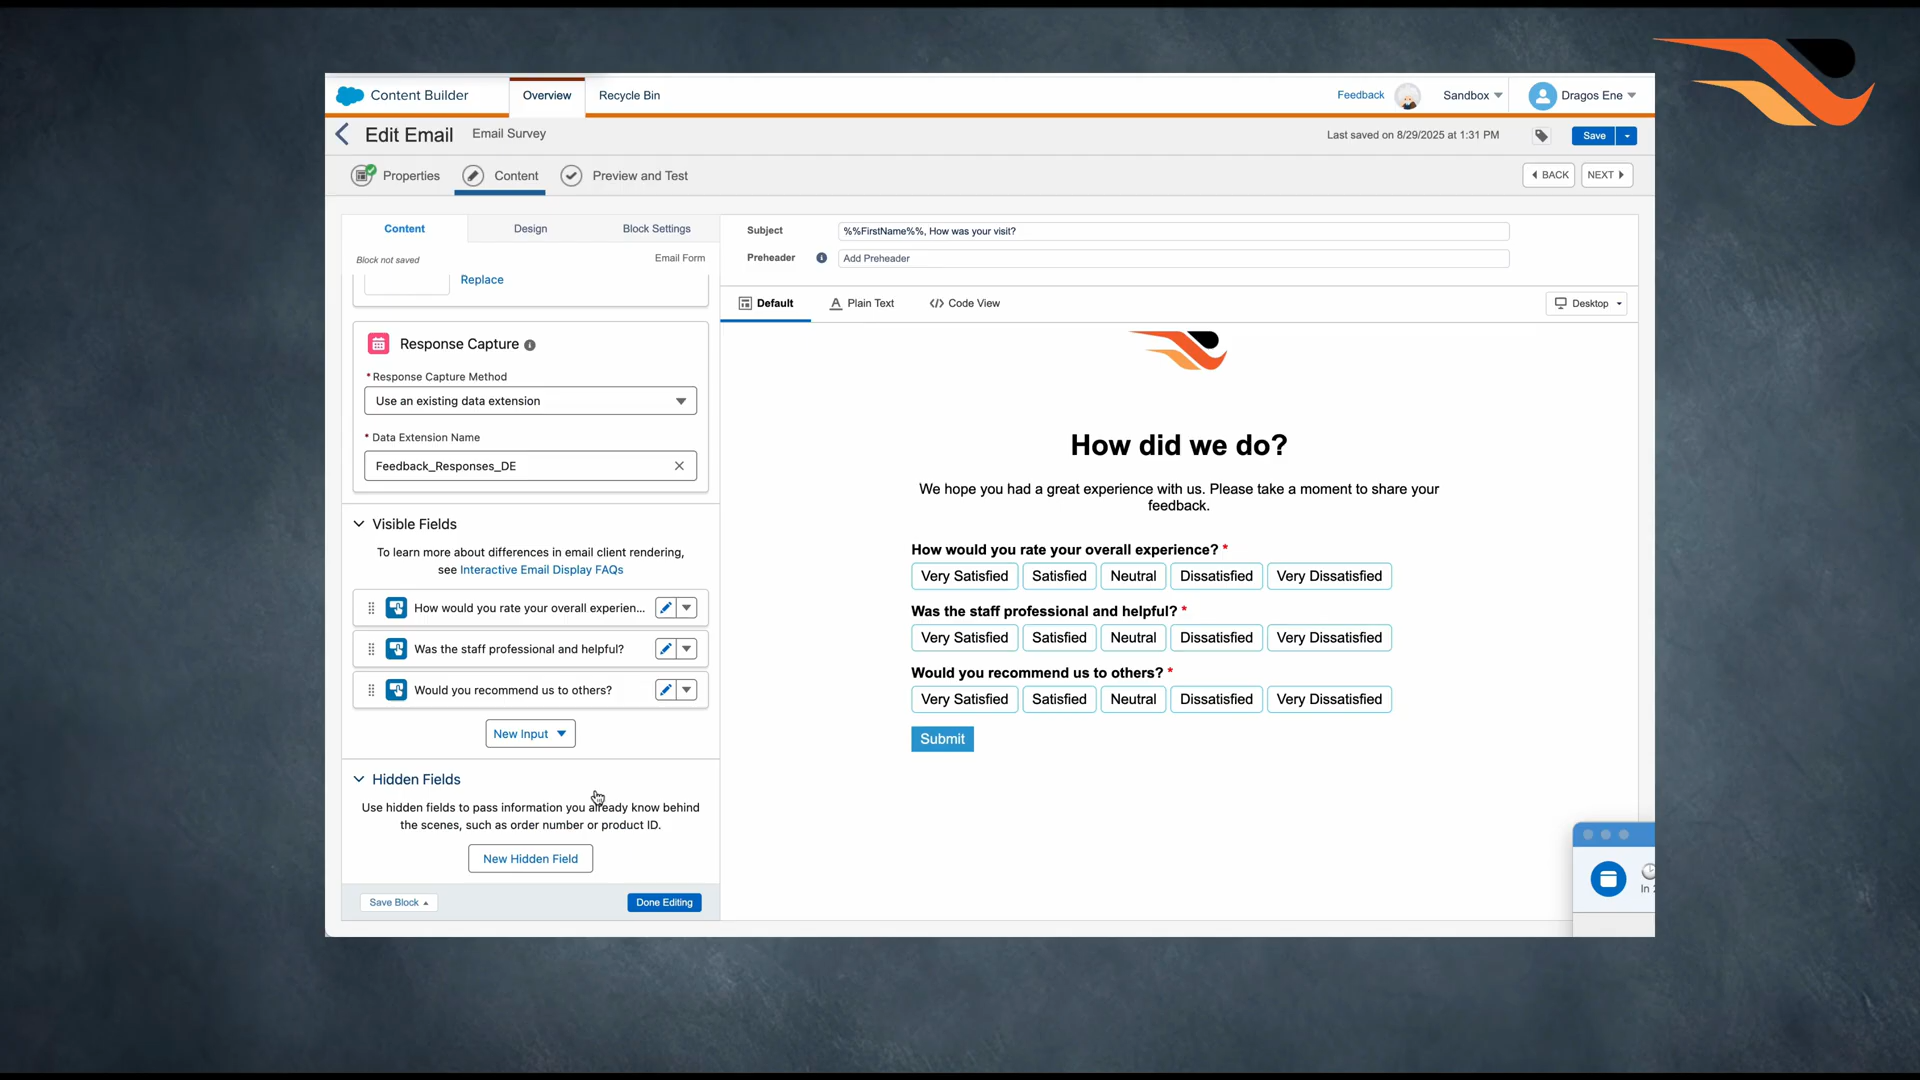 Content Builder
Overview
Recycle Bin
Feedback
Sandbox
Dragos Ene
Edit Email
Email Survey
Last saved on 8/29/2025 at 1:31 PM
Save
Properties
Content
Preview and Test
BACK
NEXT
Content
Design
Block Settings
Block not saved
Email Form
Replace
Response Capture
* Response Capture Method
Use an existing data extension
* Data Extension Name
Feedback_Responses_DE
Visible Fields
To learn more about differences in email client rendering,
see Interactive Email Display FAQs
How would you rate your overall experien...
Was the staff professional and helpful?
Would you recommend us to others?
New Input
Hidden Fields
Use hidden fields to pass information you already know behind
the scenes, such as order number or product ID.
New Hidden Field
Save Block
Done Editing
Subject
%%FirstName%%, How was your visit?
Preheader
Add Preheader
Default
Plain Text
</> Code View
Desktop
How did we do?
We hope you had a great experience with us. Please take a moment to share your
feedback.
How would you rate your overall experience? *
Very Satisfied Satisfied Neutral Dissatisfied Very Dissatisfied
Was the staff professional and helpful? *
Very Satisfied Satisfied Neutral Dissatisfied Very Dissatisfied
Would you recommend us to others? *
Very Satisfied Satisfied Neutral Dissatisfied Very Dissatisfied
Submit
In